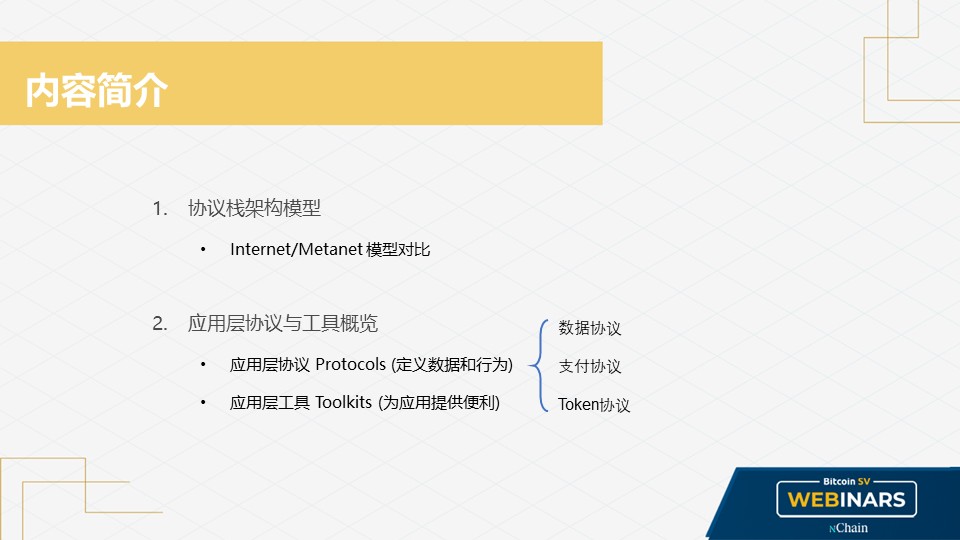 内容简介
1. 协议栈架构模型
• Internet/Metanet 模型对比
2. 应用层协议与工具概览
• 应用层协议 Protocols (定义数据和行为)
• 应用层工具 Toolkits (为应用提供便利)
数据协议
支付协议
Token协议
Bitcoin SV
WEBINARS
nChain